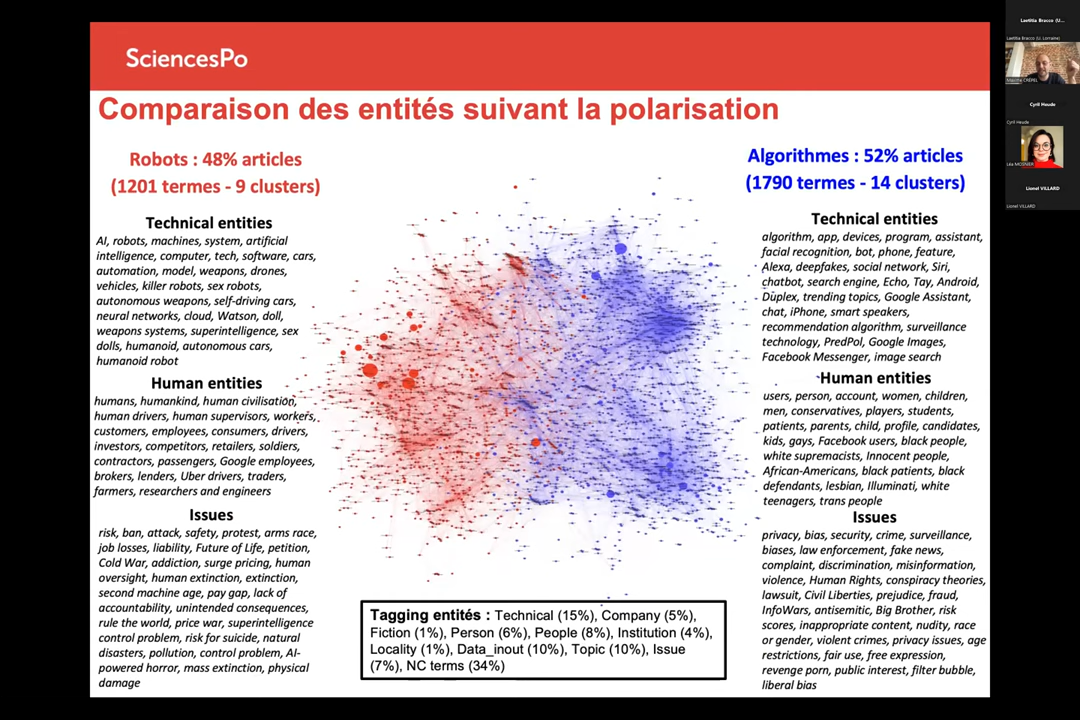 SciencesPo
Comparaison des entités suivant la polarisation
Robots : 48% articles
(1201 termes - 9 clusters)
Technical entities
AI, robots, machines, system, artificial
intelligence, computer, tech, software, cars,
automation, model, weapons, drones,
vehicles, killer robots, sex robots,
autonomous weapons, self-driving cars,
neural networks, cloud, Watson, doll,
weapons systems, superintelligence, sex
dolls, humanoid, autonomous cars,
humanoid robot
Human entities
humans, humankind, human civilisation,
human drivers, human supervisors, workers,
customers, employees, consumers, drivers,
investors, competitors, retailers, soldiers,
contractors, passengers, Google employees,
brokers, lenders, Uber drivers, traders,
farmers, researchers and engineers
Issues
risk, ban, attack, safety, protest, arms race,
job losses, liability, Future of Life, petition,
Cold War, addiction, surge pricing, human
oversight, human extinction, extinction,
second machine age, pay gap, lack of
accountability, unintended consequences,
rule the world, price war, superintelligence
control problem, risk for suicide, natural
disasters, pollution, control problem, AI-
powered horror, mass extinction, physical
damage
Algorithmes : 52% articles
(1790 termes - 14 clusters)
Technical entities
algorithm, app, devices, program, assistant,
facial recognition, bot, phone, feature,
Alexa, deepfakes, social network, Siri,
chatbot, search engine, Echo, Tay, Android,
Duplex, trending topics, Google Assistant,
chat, iPhone, smart speakers,
recommendation algorithm, surveillance
technology, PredPol, Google Images,
Facebook Messenger, image search
Human entities
users, person, account, women, children,
men, conservatives, players, students,
patients, parents, child, profile, candidates,
kids, gays, Facebook users, black people,
white supremacists, Innocent people,
African-Americans, black patients, black
defendants, lesbian, Illuminati, white
teenagers, trans people
Issues
privacy, bias, security, crime, surveillance,
biases, law enforcement, fake news,
complaint, discrimination, misinformation,
violence, Human Rights, conspiracy theories,
lawsuit, Civil Liberties, prejudice, fraud,
InfoWars, antisemitic, Big Brother, risk
scores, inappropriate content, nudity, race
or gender, violent crimes, privacy issues, age
restrictions, fair use, free expression,
revenge porn, public interest, filter bubble,
liberal bias
Tagging entités : Technical (15%), Company (5%),
Fiction (1%), Person (6%), People (8%), Institution (4%),
Locality (1%), Data_inout (10%), Topic (10%), Issue
(7%), NC terms (34%)
Laetitia Bracco (U...
Laetitia Bracco (U. Lorraine)
Maxime CREPEL
Cyril Heude
Cyril Heude
Lionel VILLARD
Lionel VILLARD